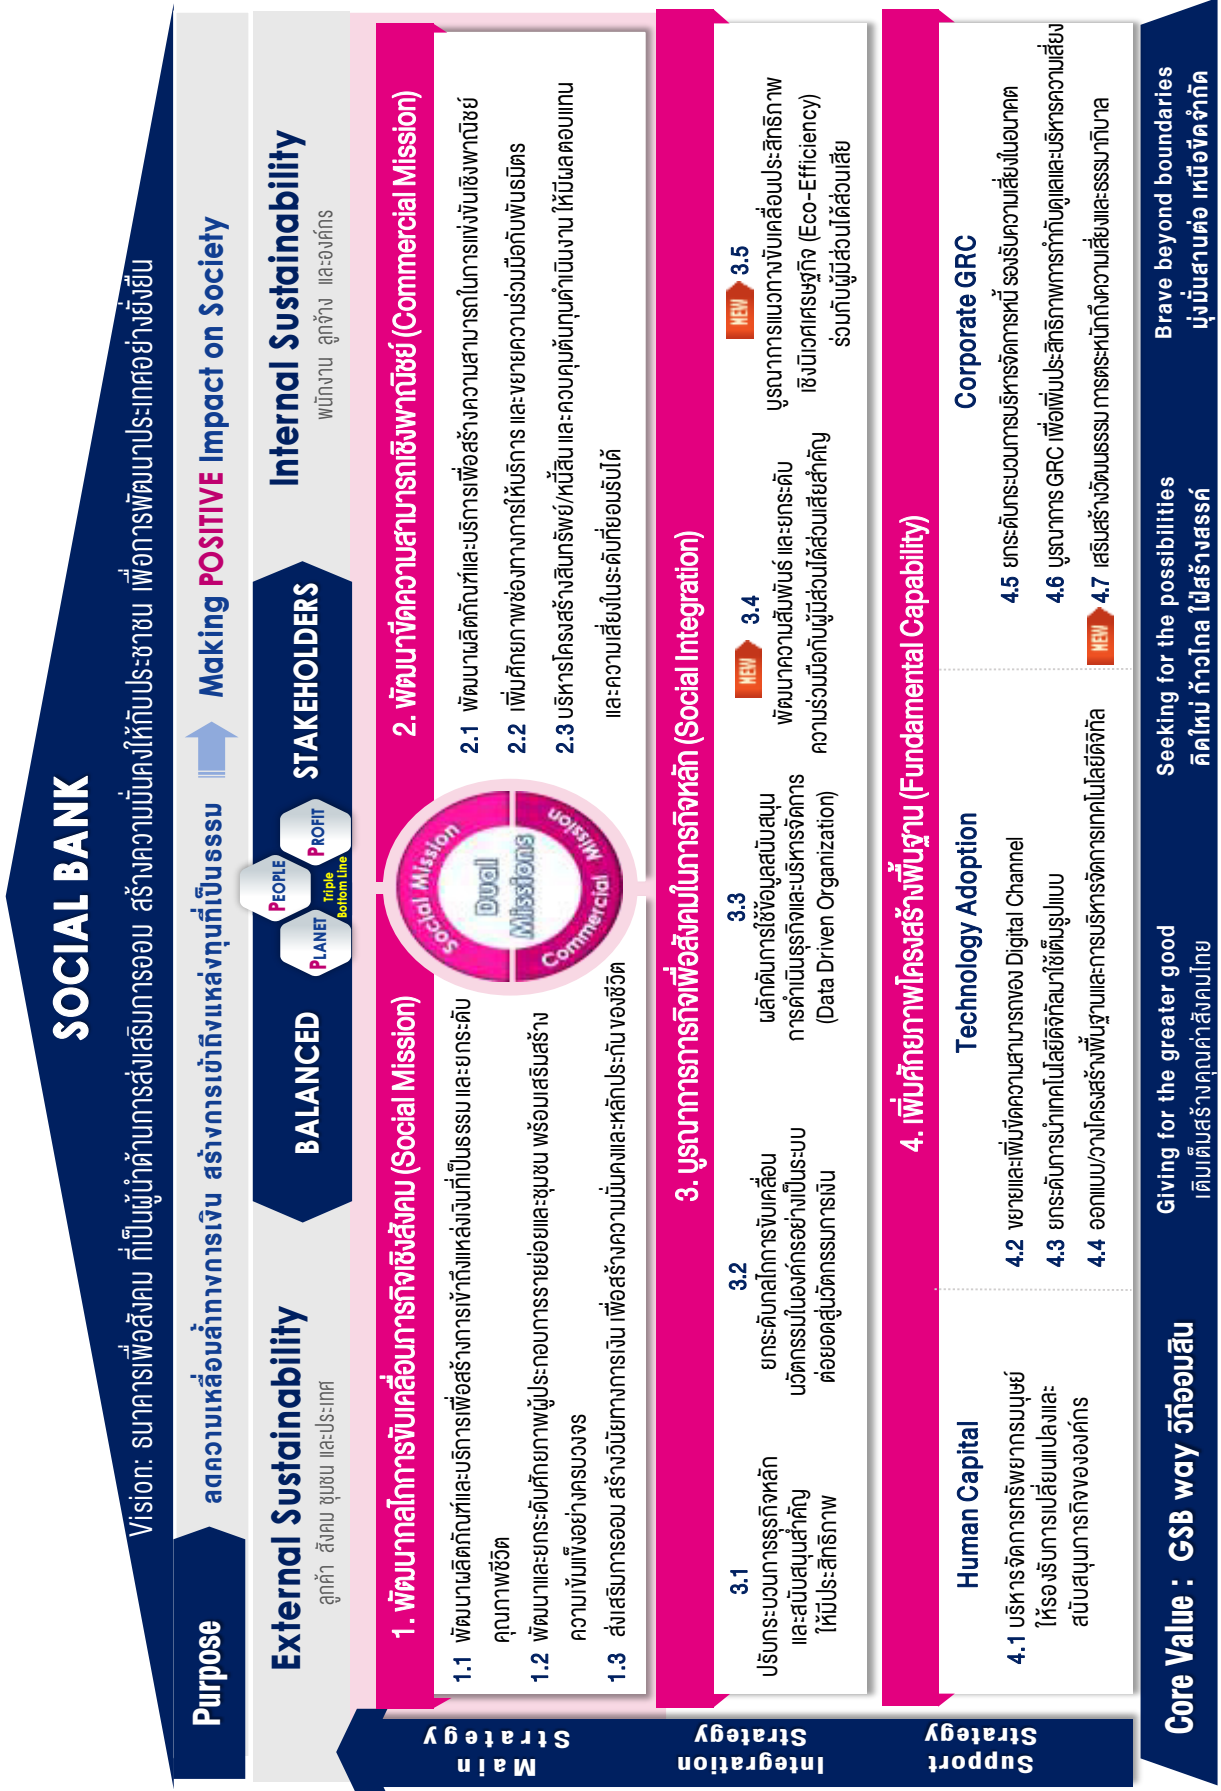 SOCIAL BANK
Vision: ธนาคารเพื่อสังคม ที่เป็นผู้นำด้านการส่งเสริมการออม สร้างความมั่นคงให้กับประชาชน เพื่อการพัฒนาประเทศอย่างยั่งยืน
Purpose
ลดความเหลื่อมล้ำทางการเงิน สร้างการเข้าถึงแหล่งทุนที่เป็นธรรม
Making POSITIVE Impact on Society
External Sustainability
ลูกค้า สังคม ชุมชน และประเทศ
BALANCED
PLANET
PEOPLE
PROFIT
Triple
Bottom Line
STAKEHOLDERS
Internal Sustainability
พนักงาน ลูกจ้าง และองค์กร
Main
Strategy
1. พัฒนากลไกการขับเคลื่อนภารกิจเชิงสังคม (Social Mission)
1.1 พัฒนาผลิตภัณฑ์และบริการเพื่อสร้างการเข้าถึงแหล่งเงินที่เป็นธรรม และยกระดับ
คุณภาพชีวิต
1.2 พัฒนาและยกระดับศักยภาพผู้ประกอบการรายย่อยและชุมชน พร้อมเสริมสร้าง
ความเข้มแข็งอย่างครบวงจร
1.3 ส่งเสริมการออม สร้างวินัยทางการเงิน เพื่อสร้างความมั่นคงและหลักประกันของชีวิต
Social Mission
Dual
Missions
Commercial Mission
2. พัฒนาขีดความสามารถเชิงพาณิชย์ (Commercial Mission)
2.1 พัฒนาผลิตภัณฑ์และบริการเพื่อสร้างความสามารถในการแข่งขันเชิงพาณิชย์
2.2 เพิ่มศักยภาพช่องทางการให้บริการ และขยายความร่วมมือกับพันธมิตร
2.3 บริหารโครงสร้างสินทรัพย์/หนี้สิน และควบคุมต้นทุนดำเนินงาน ให้มีผลตอบแทน
และความเสี่ยงในระดับที่ยอมรับได้
Integration
Strategy
3. บูรณาการภารกิจเพื่อสังคมในภารกิจหลัก (Social Integration)
3.1
ปรับกระบวนการธุรกิจหลัก
และสนับสนุนสำคัญ
ให้มีประสิทธิภาพ
3.2
ยกระดับกลไกการขับเคลื่อน
นวัตกรรมในองค์กรอย่างเป็นระบบ
ต่อยอดสู่นวัตกรรมการเงิน
3.3
ผลักดันการใช้ข้อมูลสนับสนุน
การดำเนินธุรกิจและบริหารจัดการ
(Data Driven Organization)
NEW 3.4
พัฒนาความสัมพันธ์ และยกระดับ
ความร่วมมือกับผู้มีส่วนได้ส่วนเสียสำคัญ
NEW 3.5
บูรณาการแนวทางขับเคลื่อนประสิทธิภาพ
เชิงนิเวศเศรษฐกิจ (Eco-Efficiency)
ร่วมกับผู้มีส่วนได้ส่วนเสีย
Support
Strategy
4. เพิ่มศักยภาพโครงสร้างพื้นฐาน (Fundamental Capability)
Human Capital
4.1 บริหารจัดการทรัพยากรมนุษย์
ให้รองรับการเปลี่ยนแปลงและ
สนับสนุนภารกิจขององค์กร
Technology Adoption
4.2 ขยายและเพิ่มขีดความสามารถของ Digital Channel
4.3 ยกระดับการนำเทคโนโลยีดิจิทัลมาใช้เต็มรูปแบบ
4.4 ออกแบบ/วางโครงสร้างพื้นฐานและการบริหารจัดการเทคโนโลยีดิจิทัล
Corporate GRC
4.5 ยกระดับกระบวนการบริหารจัดการหนี้ รองรับความเสี่ยงในอนาคต
4.6 บูรณาการ GRC เพื่อเพิ่มประสิทธิภาพการกำกับดูแลและบริหารความเสี่ยง
NEW 4.7 เสริมสร้างวัฒนธรรม การตระหนักถึงความเสี่ยงและธรรมาภิบาล
Core Value : GSB way วิถีออมสิน
Giving for the greater good
เติมเต็มสร้างคุณค่าสังคมไทย
Seeking for the possibilities
คิดใหม่ ก้าวไกล ใฝ่สร้างสรรค์
Brave beyond boundaries
มุ่งมั่นสานต่อ เหนือขีดจำกัด